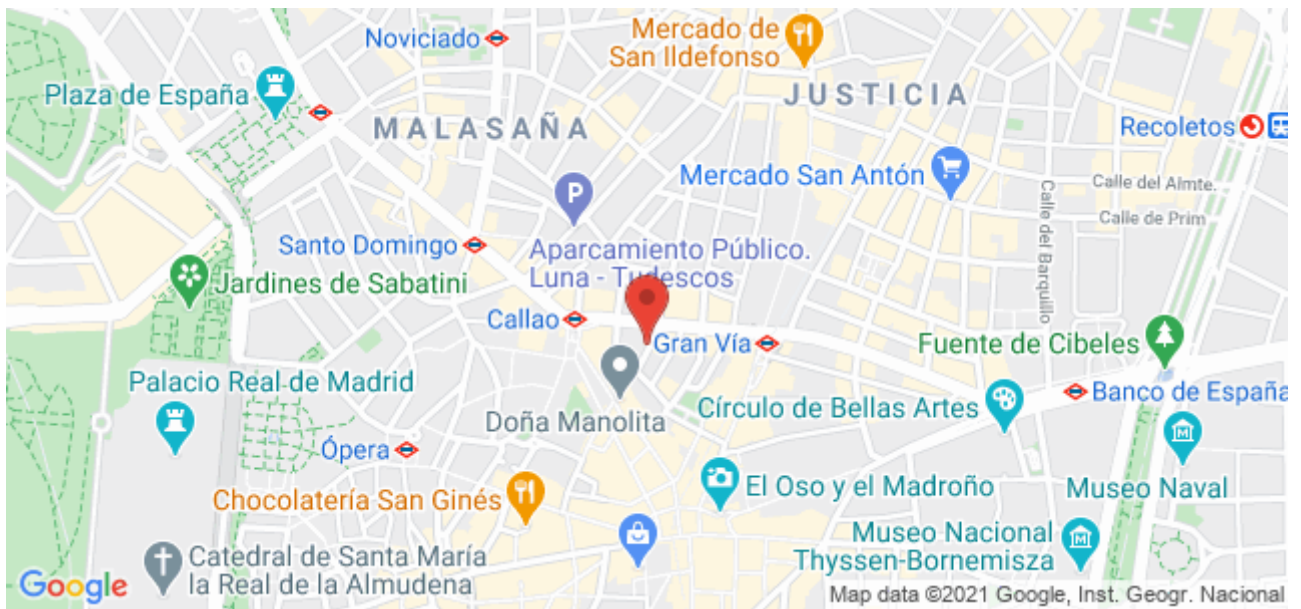 Noviciado
Mercado de
San Ildefonso
Plaza de España
JUSTICIA
MALASAÑA
Recoletos
Mercado San Antón
Calle del Almte.
Calle de Prim
Calle del Barquillo
P
Santo Domingo
Aparcamiento Público.
Luna - Tudescos
Jardines de Sabatini
Callao
Gran Vía
Fuente de Cibeles
Palacio Real de Madrid
Banco de España
Círculo de Bellas Artes
Doña Manolita
Ópera
M
El Oso y el Madroño
Museo Naval
Chocolatería San Ginés
Museo Nacional
Thyssen-Bornemisza
M
Catedral de Santa María
la Real de la Almudena
Google
Map data ©2021 Google, Inst. Geogr. Nacional